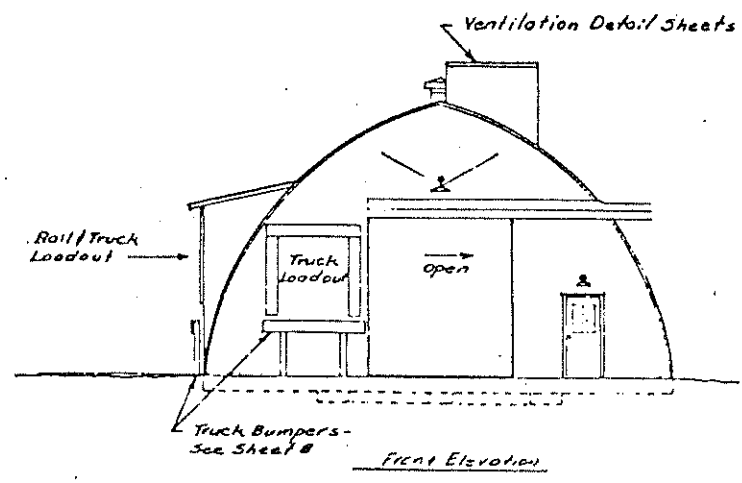 Ventilation Detail Sheets
Rail/Truck
Loadout
Truck
Loadout
Open
Truck Bumpers-
See Sheet 8
Front Elevation